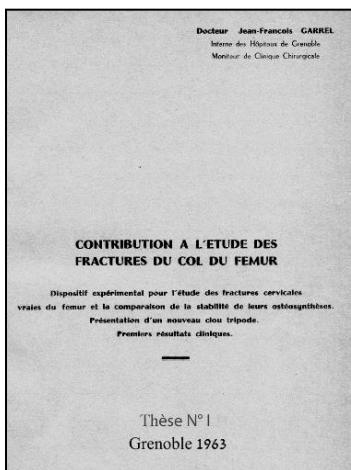 Docteur Jean-François GARREL
Interne des Hôpitaux de Grenoble
Moniteur de Clinique Chirurgicale
CONTRIBUTION A L'ETUDE DES
FRACTURES DU COL DU FEMUR
Dispositif expérimental pour l'étude des fractures cervicales
vraies du femur et la comparaison de la stabilité de leurs ostéosynthèses.
Présentation d'un nouveau clou tripode.
Premiers résultats cliniques.
Thèse N° I
Grenoble 1963